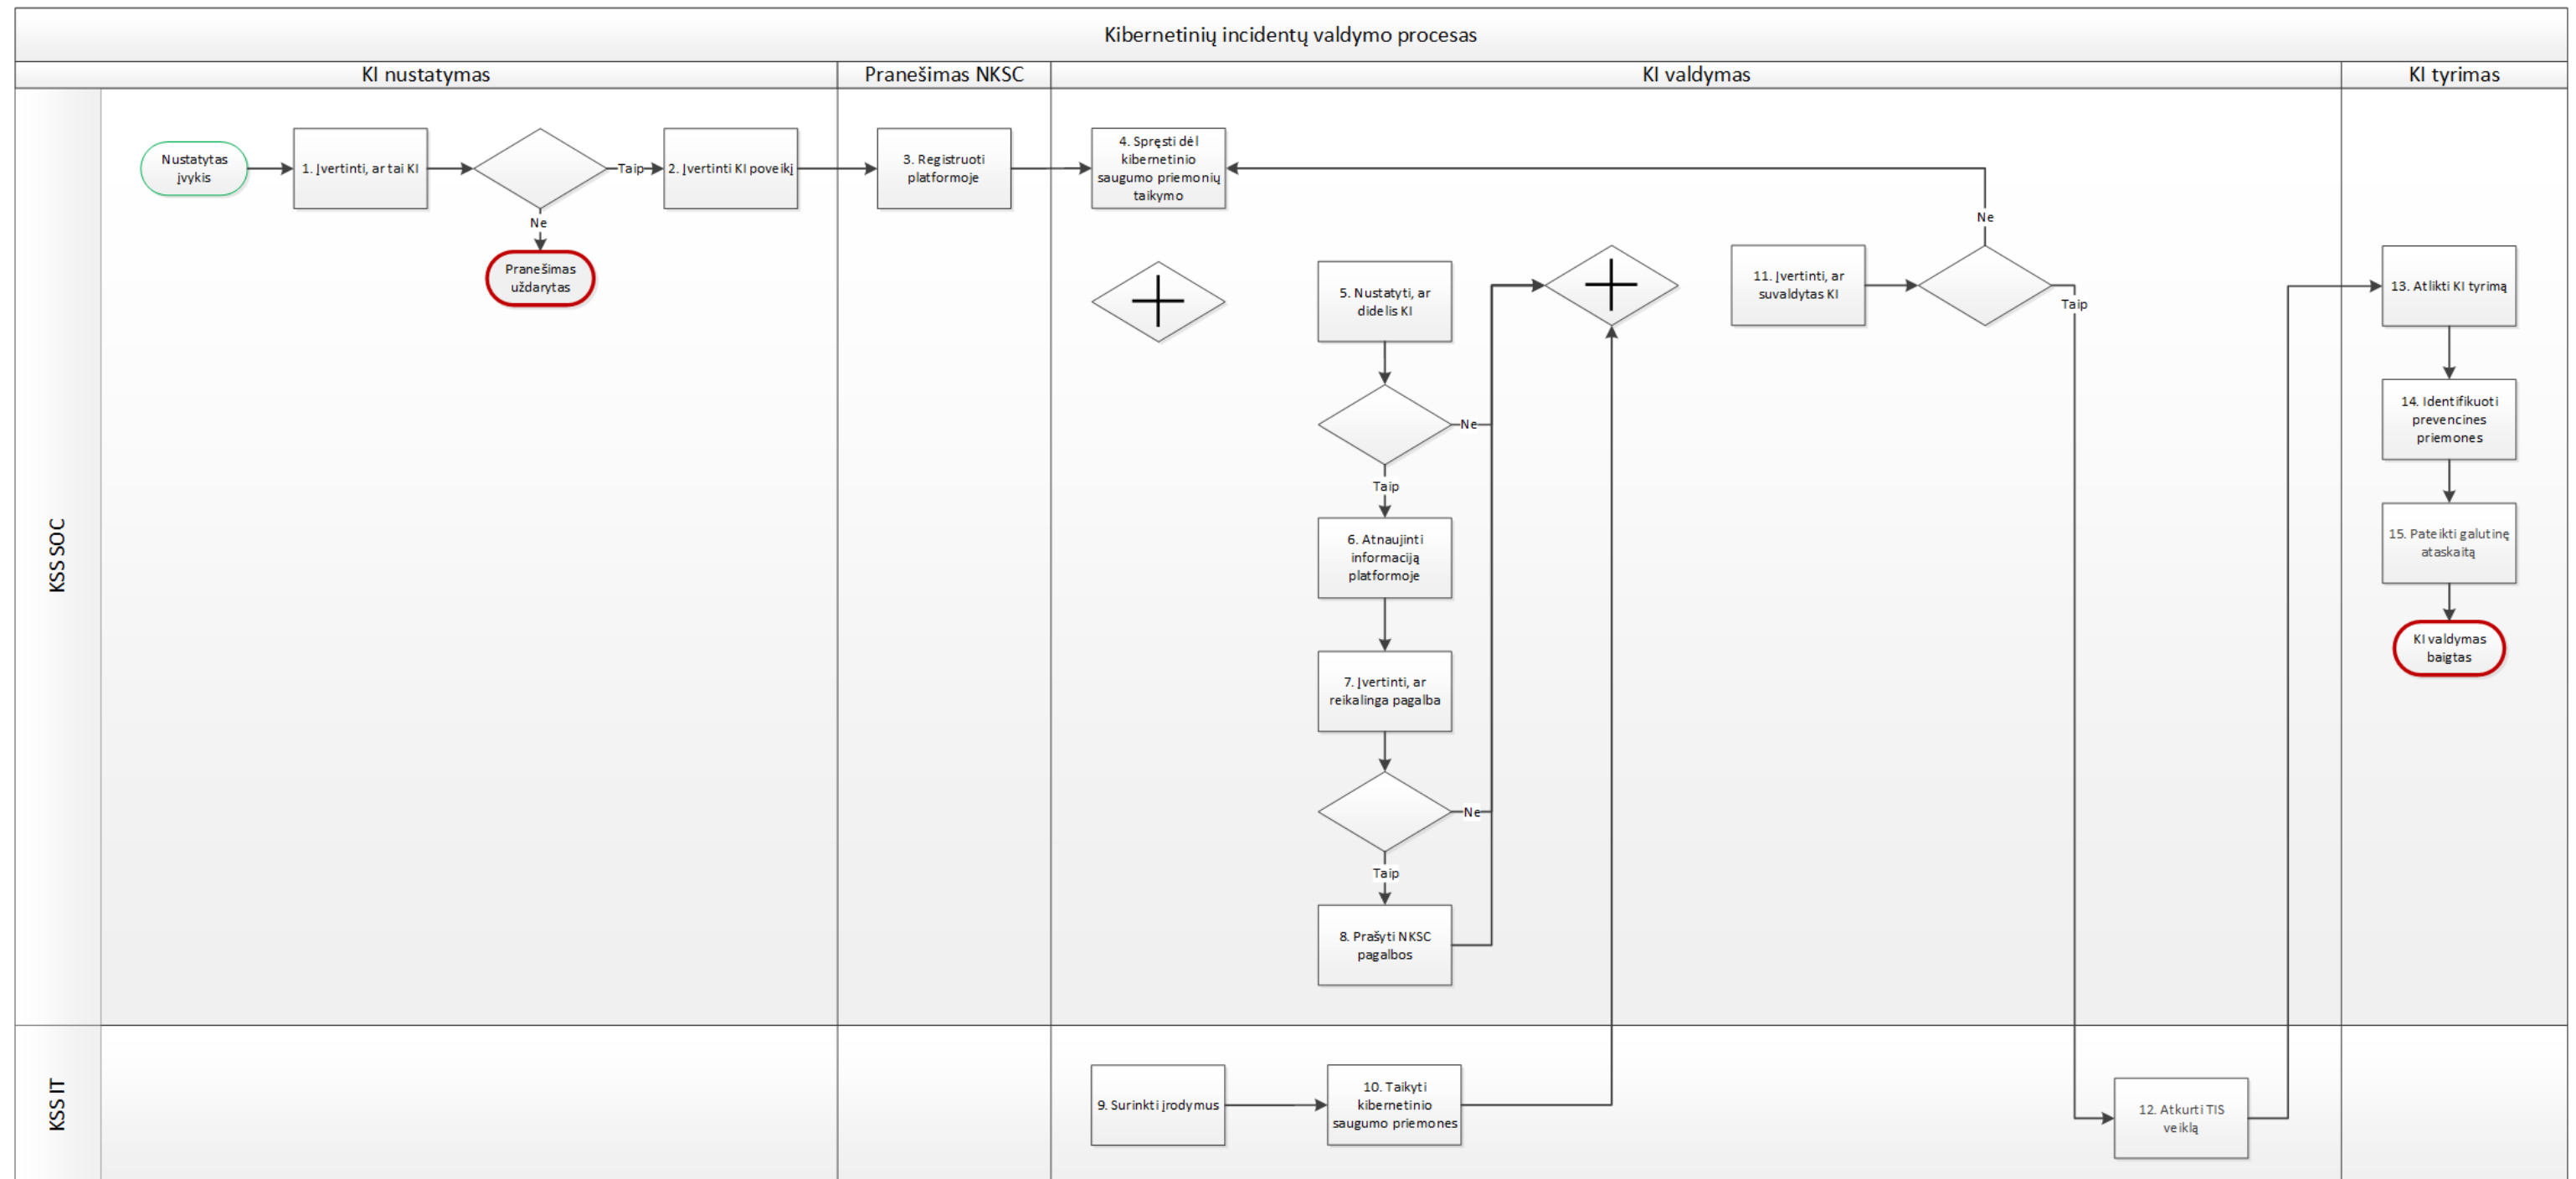 Kibernetinių incidentų valdymo procesas
KI nustatymas
Pranešimas NKSC
KI valdymas
KI tyrimas
KSS SOC
Nustatytas
įvykis
1. Įvertinti, ar tai KI
Taip
Ne
Pranešimas
uždarytas
2. Įvertinti KI poveikį
3. Registruoti
platformoje
4. Spręsti dėl
kibernetinio
saugumo priemonių
taikymo
5. Nustatyti, ar
didelis KI
Ne
Taip
6. Atnaujinti
informaciją
platformoje
7. Įvertinti, ar
reikalinga pagalba
Ne
Taip
8. Prašyti NKSC
pagalbos
11. Įvertinti, ar
suvaldytas KI
Ne
Taip
13. Atlikti KI tyrimą
14. Identifikuoti
prevencines
priemones
15. Pateikti galutinę
ataskaitą
KI valdymas
baigtas
KSS IT
9. Surinkti įrodymus
10. Taikyti
kibernetinio
saugumo priemones
12. Atkurti TIS
veiklą